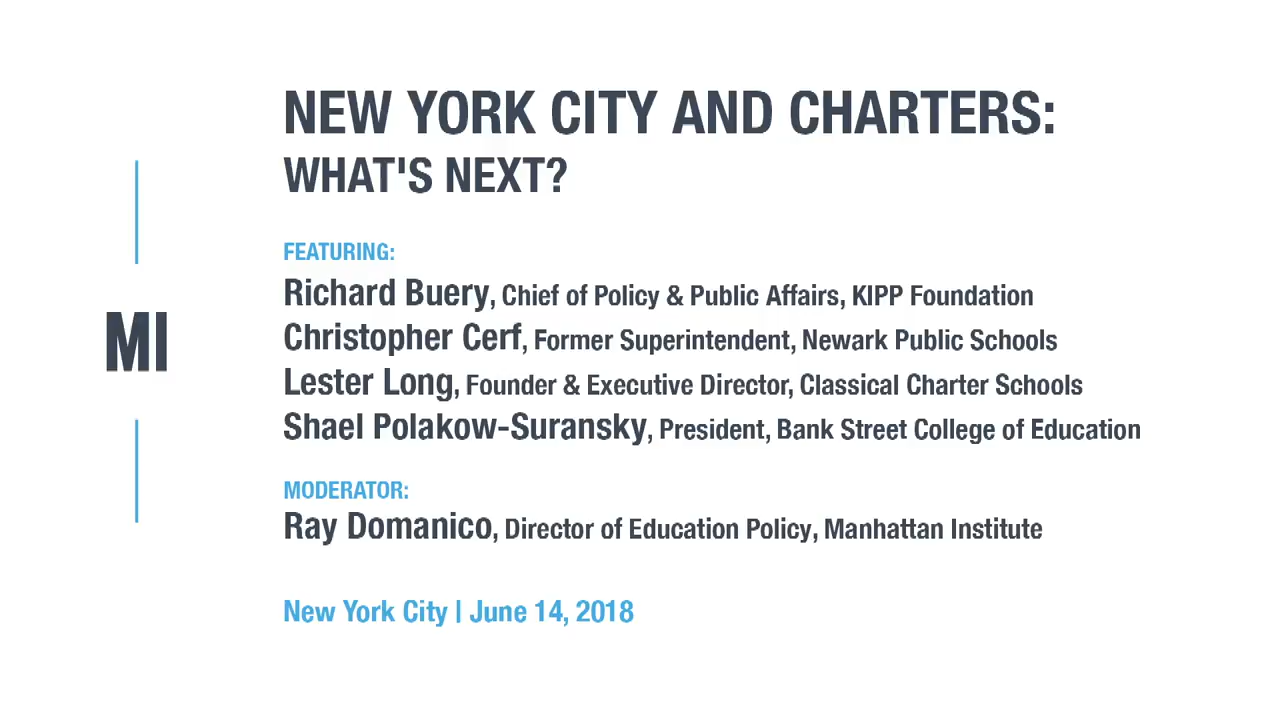 NEW YORK CITY AND CHARTERS:
WHAT'S NEXT?
FEATURING:
Richard Buery, Chief of Policy & Public Affairs, KIPP Foundation
Christopher Cerf, Former Superintendent, Newark Public Schools
MI
Lester Long, Founder & Executive Director, Classical Charter Schools
Shael Polakow-Suransky, President, Bank Street College of Education
MODERATOR:
Ray Domanico, Director of Education Policy, Manhattan Institute
New York City | June 14, 2018